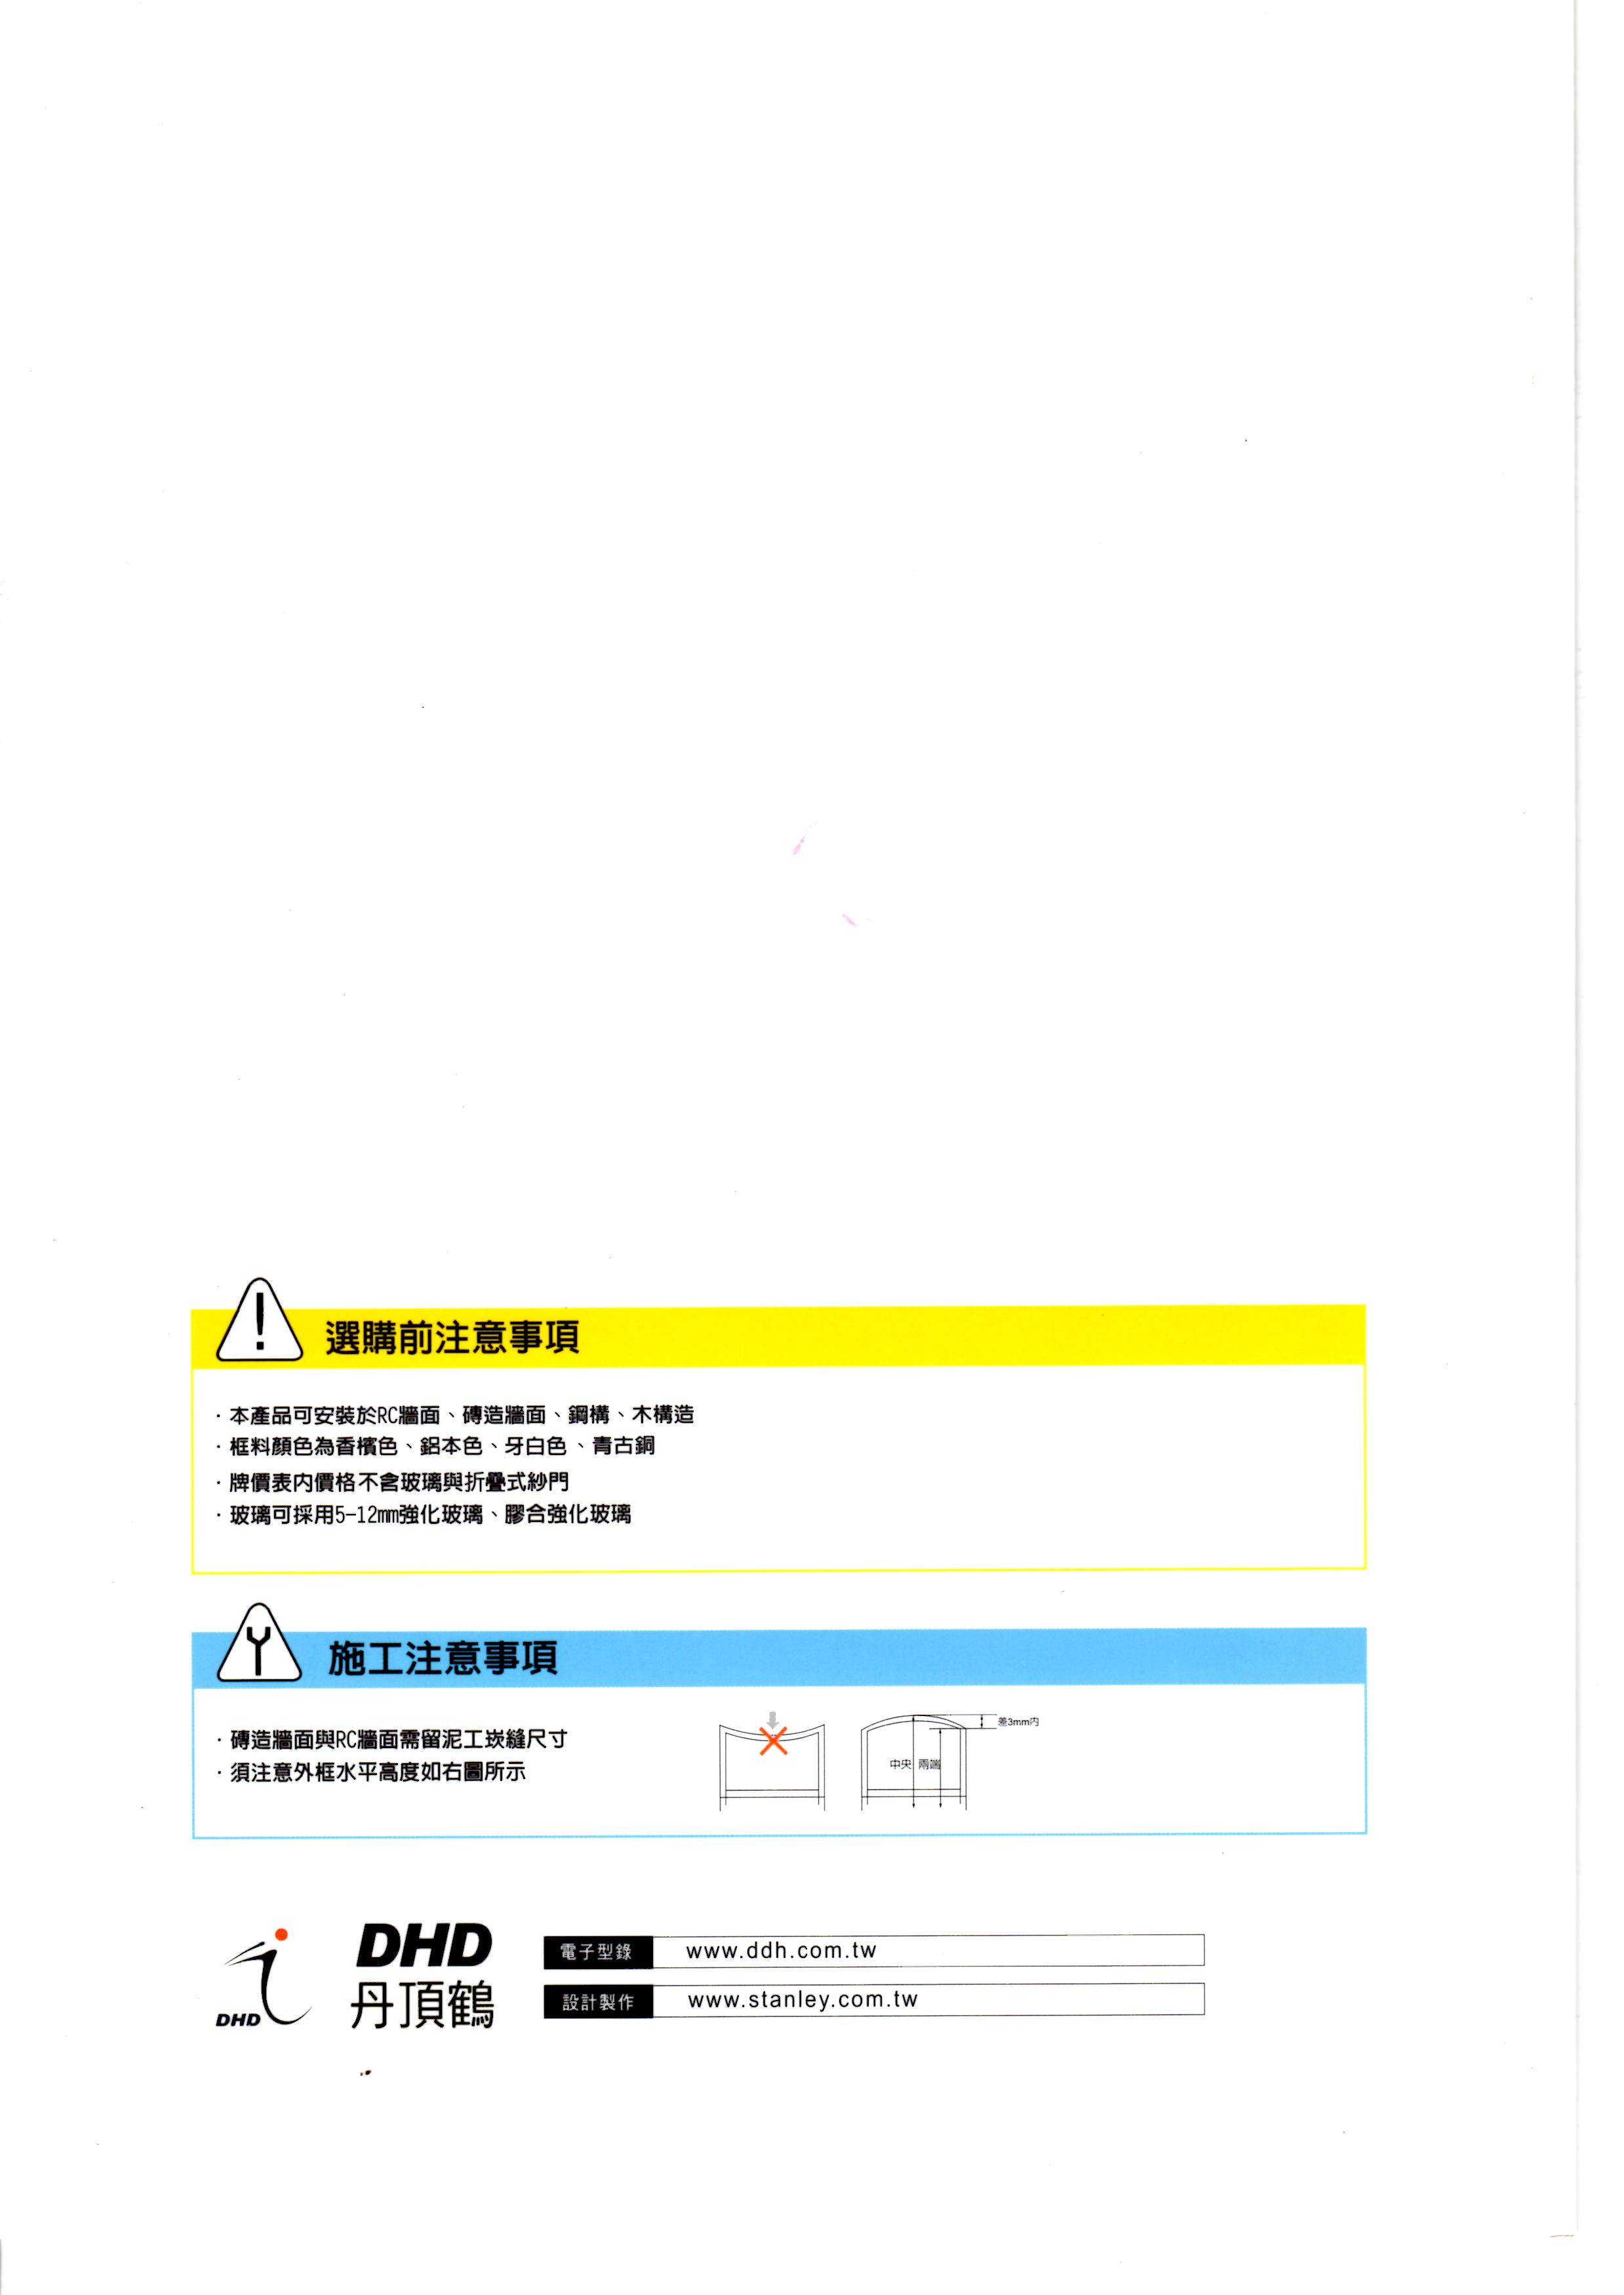 選購前注意事項
·本產品可安裝於RC牆面、磚造牆面、鋼構、木構造
·框料顏色為香檳色、鋁本色、牙白色、青古銅
·牌價表內價格不含玻璃與折疊式紗門
·玻璃可採用5-12mm強化玻璃、膠合強化玻璃
施工注意事項
·磚造牆面與RC牆面需留泥工崁縫尺寸
·須注意外框水平高度如右圖所示
差3mm內
中央 兩端
DHD
DHD
丹頂鶴
電子型錄 www.ddh.com.tw
設計製作 www.stanley.com.tw